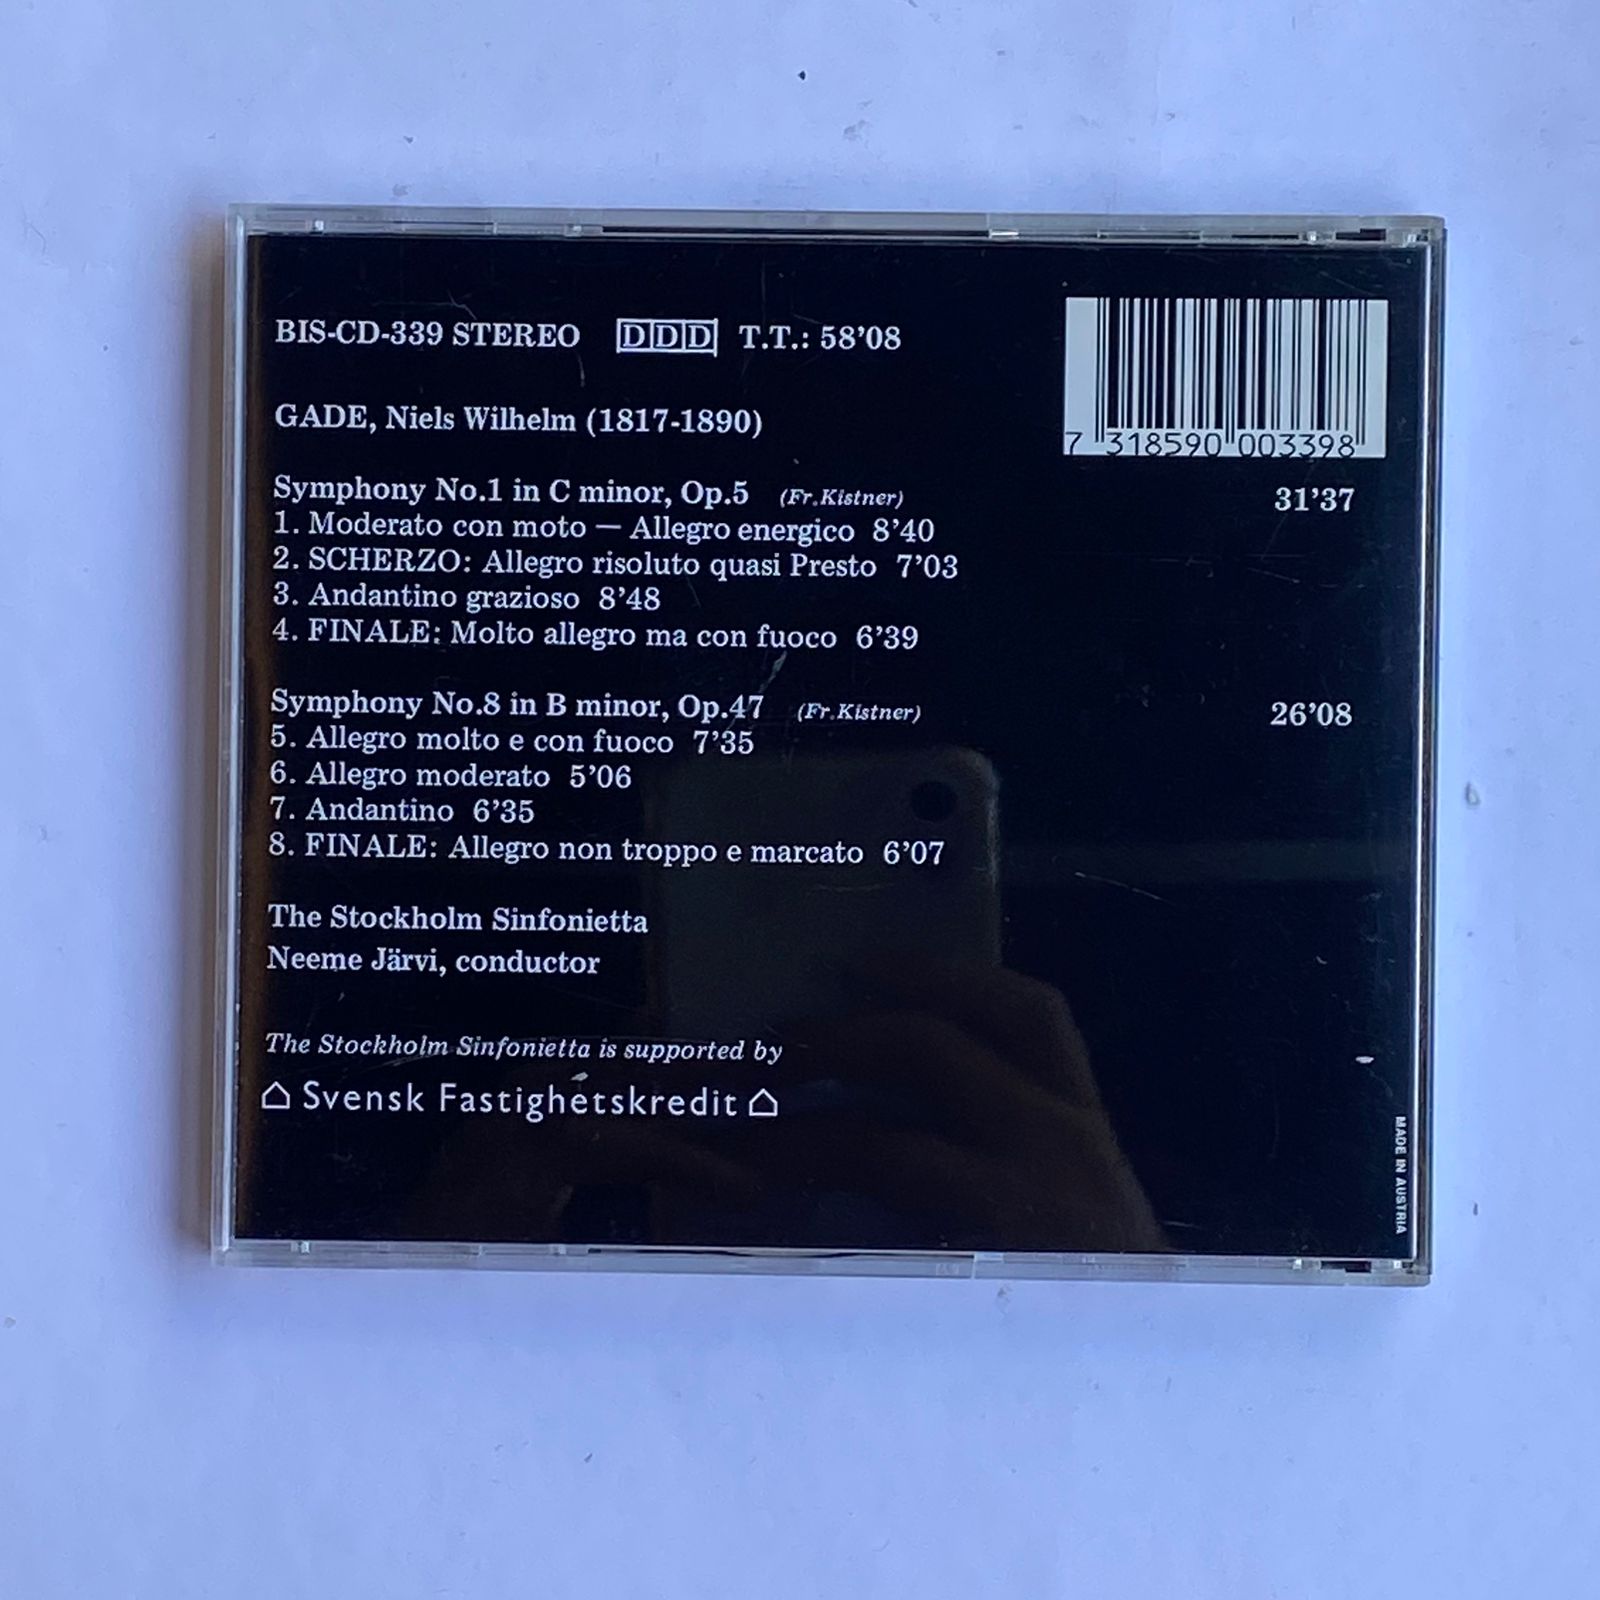 BIS-CD-339 STEREO DDD T.T.: 58'08
7 318590 003398
GADE, Niels Wilhelm (1817-1890)
Symphony No.1 in C minor, Op.5 (Fr.Kistner) 31'37
1. Moderato con moto — Allegro energico 8'40
2. SCHERZO: Allegro risoluto quasi Presto 7'03
3. Andantino grazioso 8'48
4. FINALE: Molto allegro ma con fuoco 6'39
Symphony No.8 in B minor, Op.47 (Fr.Kistner) 26'08
5. Allegro molto e con fuoco 7'35
6. Allegro moderato 5'06
7. Andantino 6'35
8. FINALE: Allegro non troppo e marcato 6'07
The Stockholm Sinfonietta
Neeme Järvi, conductor
The Stockholm Sinfonietta is supported by
Svensk Fastighetskredit
MADE IN AUSTRIA